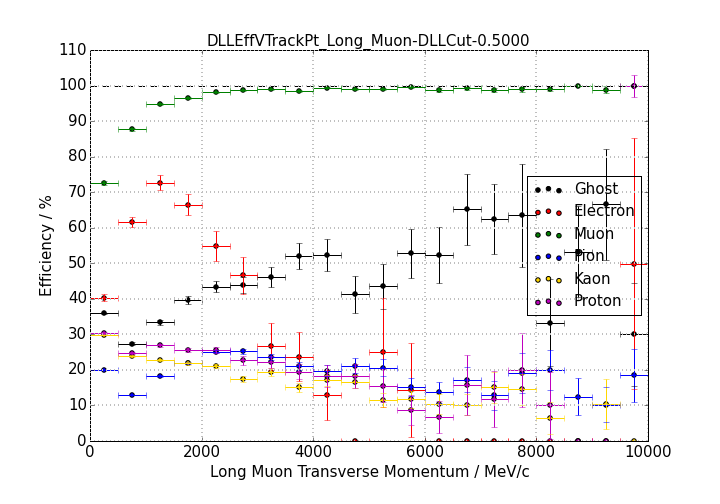 DLLEffVTrackPt_Long_Muon-DLLCut-0.5000
110
100
90
80
70
60
50
40
30
20
10
0
Efficiency / %
Ghost
Electron
Muon
Pion
Kaon
Proton
0 2000 4000 6000 8000 10000
Long Muon Transverse Momentum / MeV/c